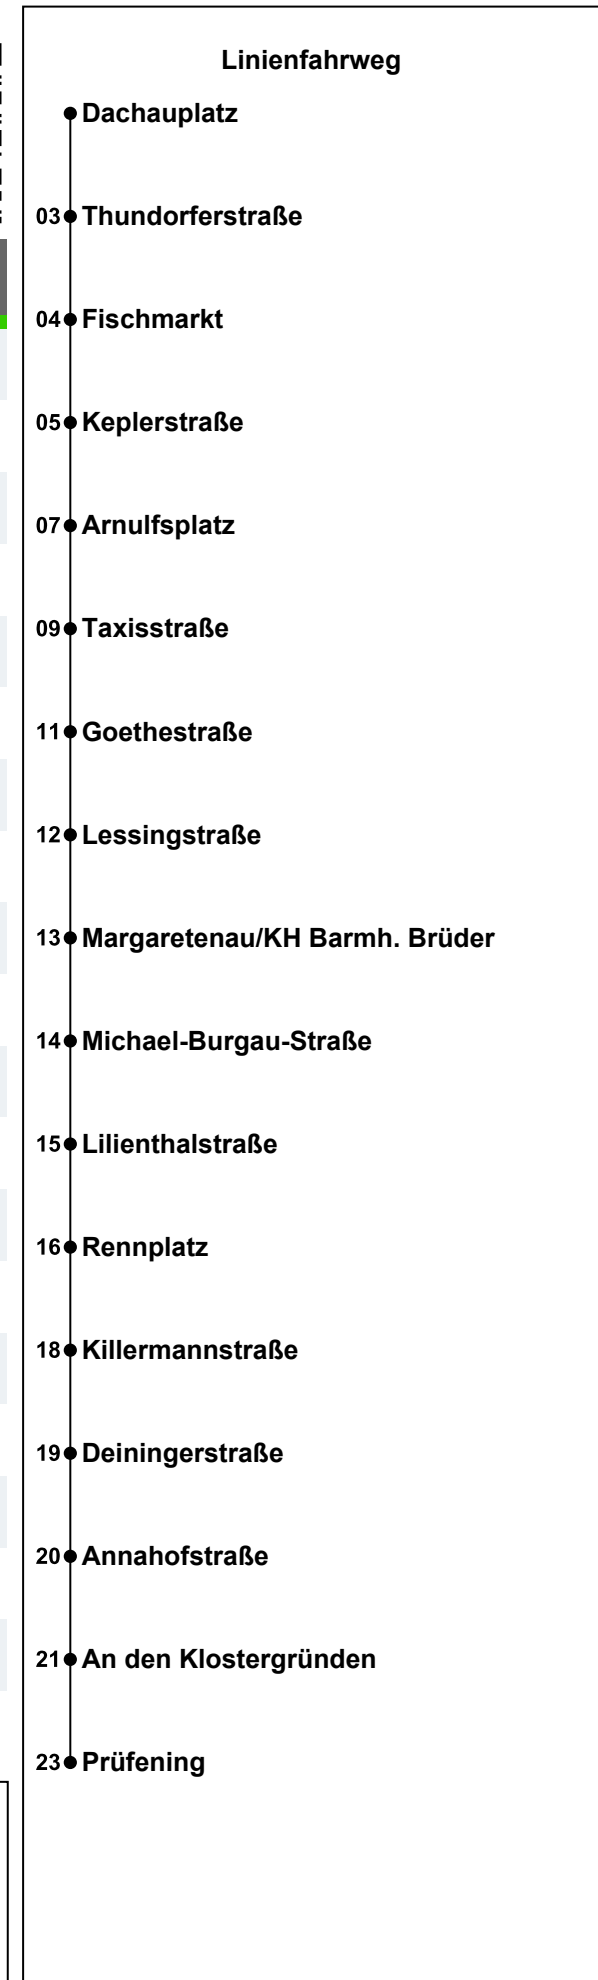 Linienfahrweg
Dachauplatz
03 Thundorferstraße
04 Fischmarkt
05 Keplerstraße
07 Arnulfsplatz
09 Taxisstraße
11 Goethestraße
12 Lessingstraße
13 Margaretenau/KH Barmh. Brüder
14 Michael-Burgau-Straße
15 Lilienthalstraße
16 Rennplatz
18 Killermannstraße
19 Deiningerstraße
20 Annahofstraße
21 An den Klostergründen
23 Prüfening